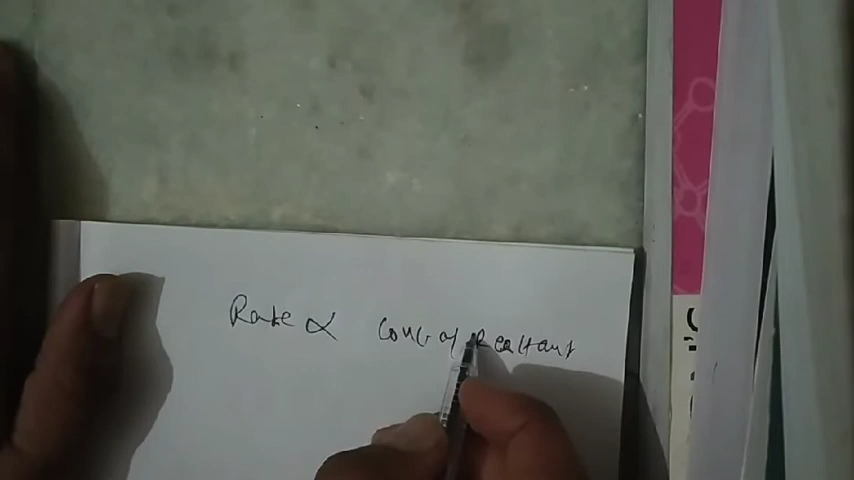 Rate ∝ Conc. of Reactant